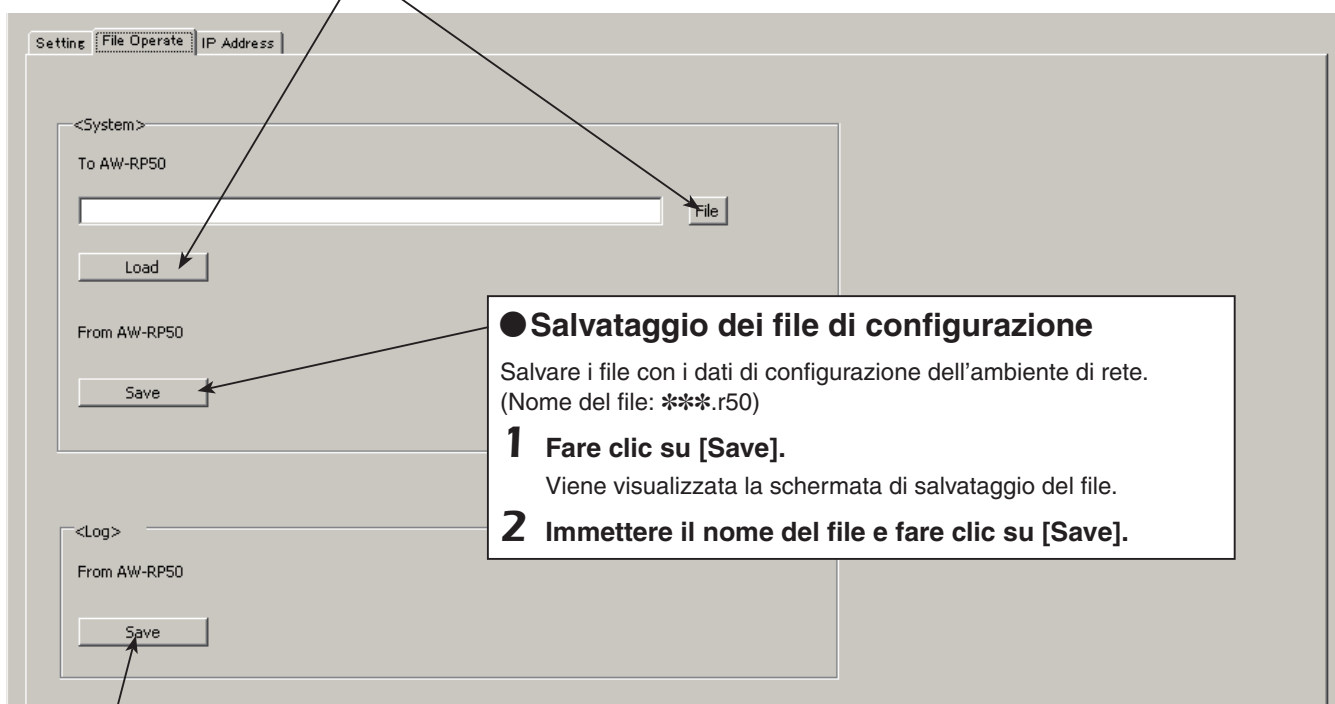 Setting File Operate IP Address
<System>
To AW-RP50
File
Load
From AW-RP50
Save
●Salvataggio dei file di configurazione
Salvare i file con i dati di configurazione dell'ambiente di rete.
(Nome del file: ✽✽✽.r50)
1 Fare clic su [Save].
Viene visualizzata la schermata di salvataggio del file.
2 Immettere il nome del file e fare clic su [Save].
<Log>
From AW-RP50
Save